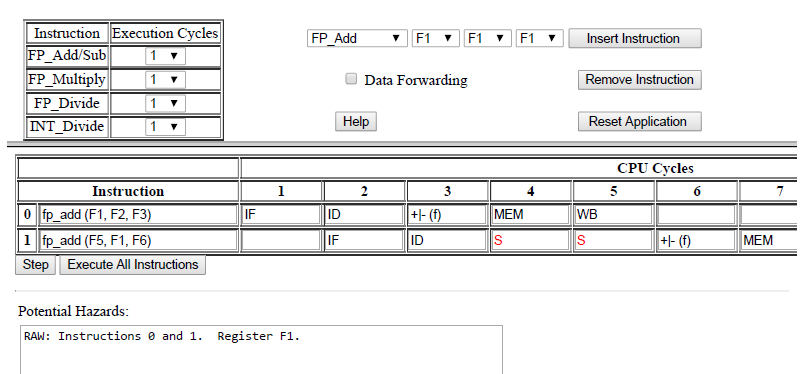 Instruction Execution Cycles
FP_Add/Sub 1
FP_Multiply 1
FP_Divide 1
INT_Divide 1
FP_Add F1 F1 F1 Insert Instruction
Data Forwarding Remove Instruction
Help Reset Application
CPU Cycles
Instruction 1 2 3 4 5 6 7
0 fp_add (F1, F2, F3) IF ID +|- (f) MEM WB
1 fp_add (F5, F1, F6) IF ID S S +|- (f) MEM
Step Execute All Instructions
Potential Hazards:
RAW: Instructions 0 and 1. Register F1.